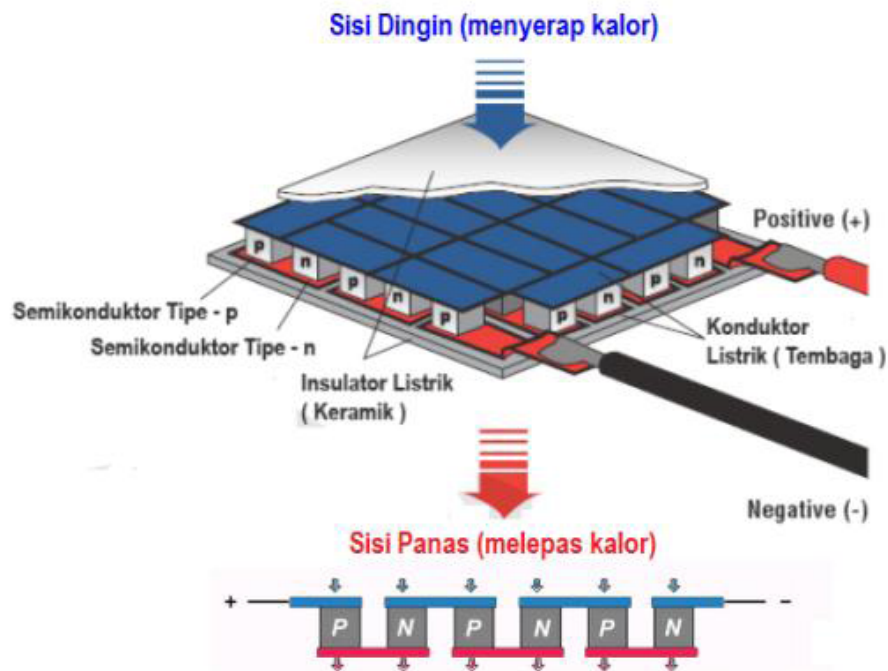 Sisi Dingin (menyerap kalor)
Positive (+)
p
n
p
n
p
p
n
p
n
Semikonduktor Tipe - p
Semikonduktor Tipe - n
Insulator Listrik
( Keramik )
Konduktor
Listrik ( Tembaga )
Negative (-)
Sisi Panas (melepas kalor)
+ P N P N P N -